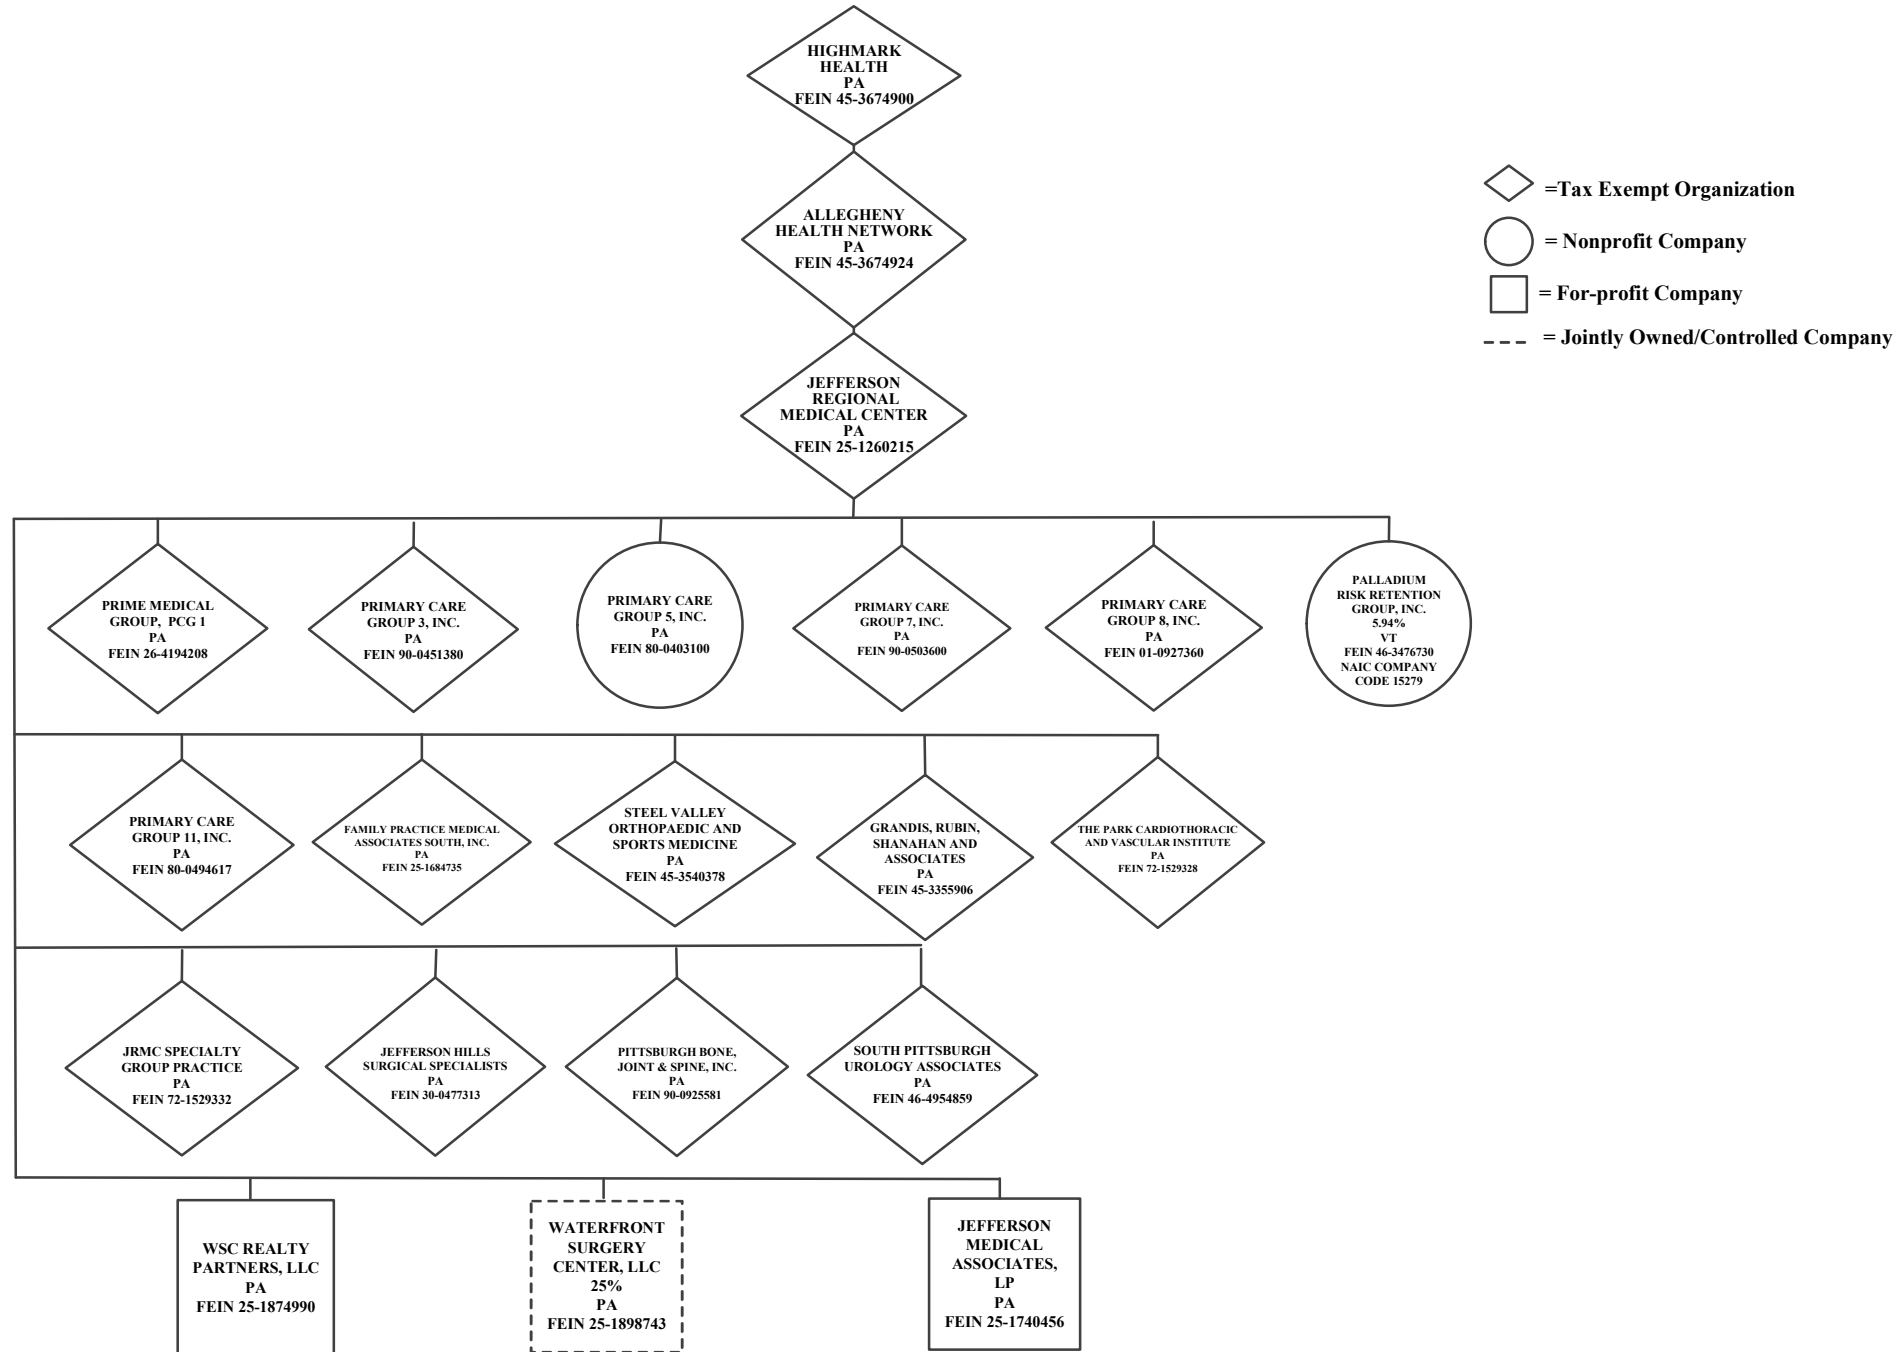 HIGHMARK
HEALTH
PA
FEIN 45-3674900
ALLEGHENY
HEALTH NETWORK
PA
FEIN 45-3674924
JEFFERSON
REGIONAL
MEDICAL CENTER
PA
FEIN 25-1260215
=Tax Exempt Organization
= Nonprofit Company
= For-profit Company
= Jointly Owned/Controlled Company
PRIME MEDICAL
GROUP, PCG 1
PA
FEIN 26-4194208
PRIMARY CARE
GROUP 3, INC.
PA
FEIN 90-0451380
PRIMARY CARE
GROUP 5, INC.
PA
FEIN 80-0403100
PRIMARY CARE
GROUP 7, INC.
PA
FEIN 90-0503600
PRIMARY CARE
GROUP 8, INC.
PA
FEIN 01-0927360
PALLADIUM
RISK RETENTION
GROUP, INC.
5.94%
VT
FEIN 46-3476730
NAIC COMPANY
CODE 15279
PRIMARY CARE
GROUP 11, INC.
PA
FEIN 80-0494617
FAMILY PRACTICE MEDICAL
ASSOCIATES SOUTH, INC.
PA
FEIN 25-1684735
STEEL VALLEY
ORTHOPAEDIC AND
SPORTS MEDICINE
PA
FEIN 45-3540378
GRANDIS, RUBIN,
SHANAHAN AND
ASSOCIATES
PA
FEIN 45-3355906
THE PARK CARDIOTHORACIC
AND VASCULAR INSTITUTE
PA
FEIN 72-1529328
JRMC SPECIALTY
GROUP PRACTICE
PA
FEIN 72-1529332
JEFFERSON HILLS
SURGICAL SPECIALISTS
PA
FEIN 30-0477313
PITTSBURGH BONE,
JOINT & SPINE, INC.
PA
FEIN 90-0925581
SOUTH PITTSBURGH
UROLOGY ASSOCIATES
PA
FEIN 46-4954859
WSC REALTY
PARTNERS, LLC
PA
FEIN 25-1874990
WATERFRONT
SURGERY
CENTER, LLC
25%
PA
FEIN 25-1898743
JEFFERSON
MEDICAL
ASSOCIATES,
LP
PA
FEIN 25-1740456